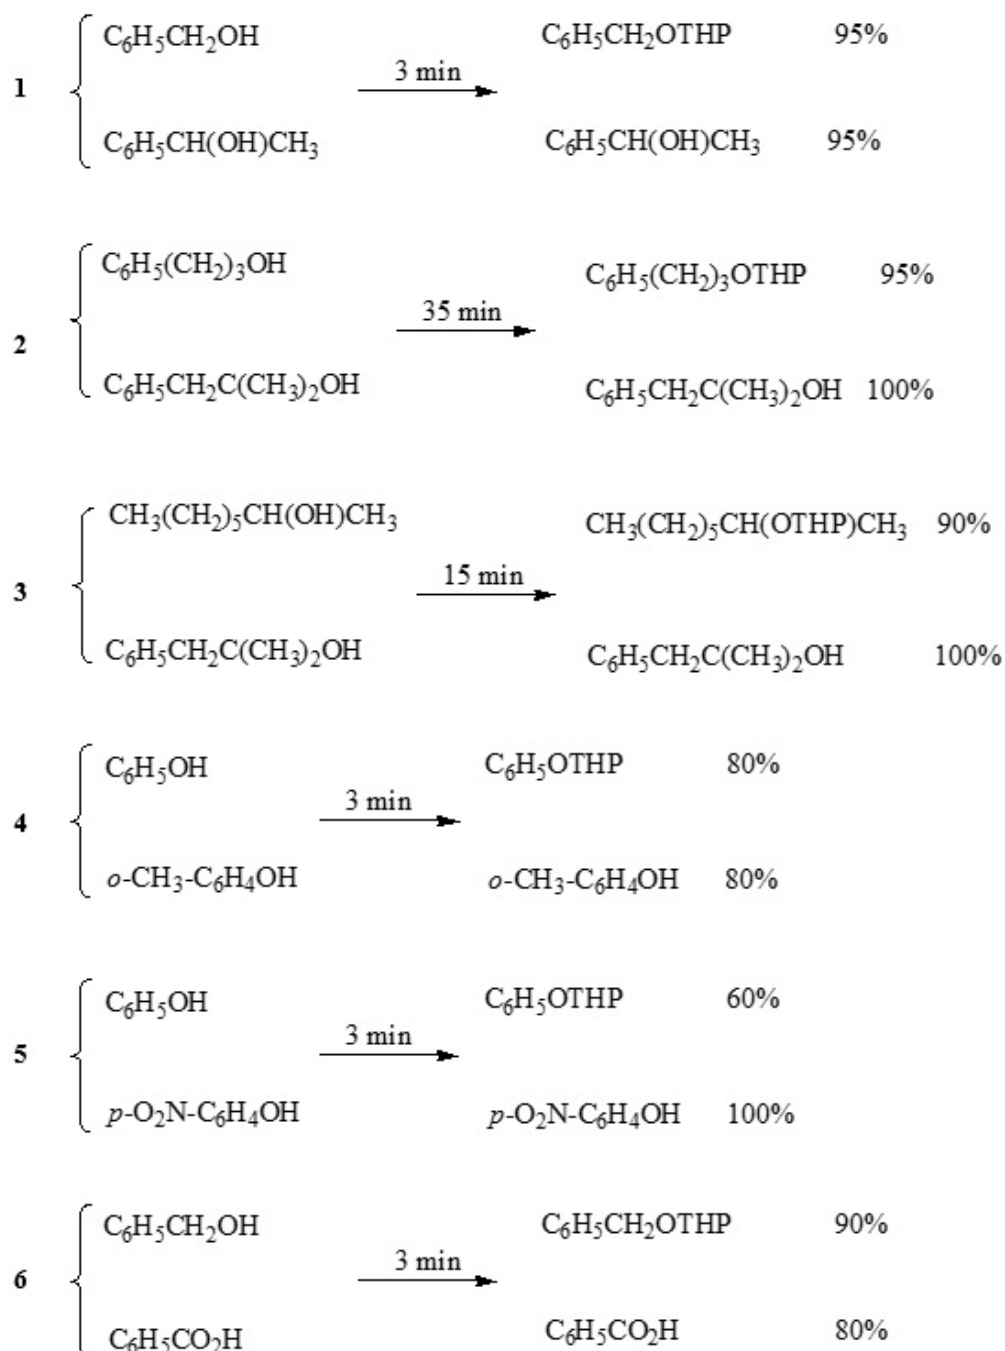 C₆H₅CH₂OH C₆H₅CH₂OTHP 95%
1 3 min
C₆H₅CH(OH)CH₃ C₆H₅CH(OH)CH₃ 95%
C₆H₅(CH₂)₃OH C₆H₅(CH₂)₃OTHP 95%
2 35 min
C₆H₅CH₂C(CH₃)₂OH C₆H₅CH₂C(CH₃)₂OH 100%
CH₃(CH₂)₅CH(OH)CH₃ CH₃(CH₂)₅CH(OTHP)CH₃ 90%
3 15 min
C₆H₅CH₂C(CH₃)₂OH C₆H₅CH₂C(CH₃)₂OH 100%
C₆H₅OH C₆H₅OTHP 80%
4 3 min
o-CH₃-C₆H₄OH o-CH₃-C₆H₄OH 80%
C₆H₅OH C₆H₅OTHP 60%
5 3 min
p-O₂N-C₆H₄OH p-O₂N-C₆H₄OH 100%
C₆H₅CH₂OH C₆H₅CH₂OTHP 90%
6 3 min
C₆H₅CO₂H C₆H₅CO₂H 80%